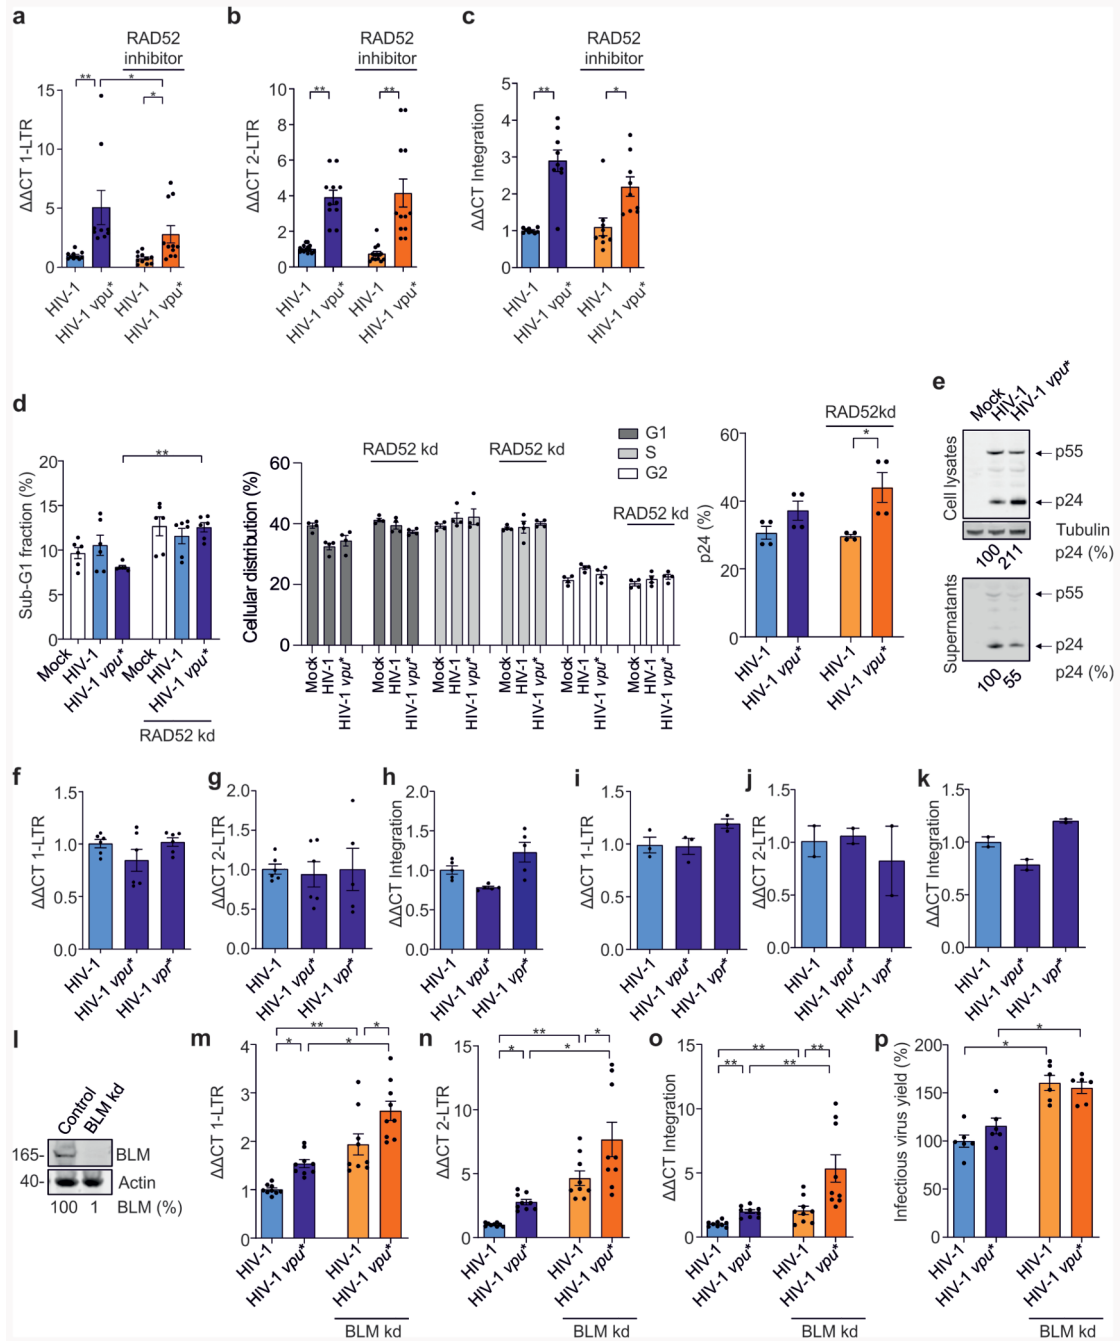 a
RAD52
inhibitor
**
*
*
ΔΔCT 1-LTR
15
10
5
0
HIV-1
HIV-1 vpu*
HIV-1
HIV-1 vpu*
b
RAD52
inhibitor
**
**
ΔΔCT 2-LTR
10
8
6
4
2
0
HIV-1
HIV-1 vpu*
HIV-1
HIV-1 vpu*
c
RAD52
inhibitor
**
*
ΔΔCT Integration
5
4
3
2
1
0
HIV-1
HIV-1 vpu*
HIV-1
HIV-1 vpu*
d
**
Sub-G1 fraction (%)
20
15
10
5
0
Mock
HIV-1
HIV-1 vpu*
Mock
HIV-1
HIV-1 vpu*
RAD52 kd
G1
S
G2
RAD52 kd
RAD52 kd
RAD52 kd
Cellular distribution (%)
60
40
20
0
Mock
HIV-1
HIV-1 vpu*
Mock
HIV-1
HIV-1 vpu*
Mock
HIV-1
HIV-1 vpu*
Mock
HIV-1
HIV-1 vpu*
Mock
HIV-1
HIV-1 vpu*
Mock
HIV-1
HIV-1 vpu*
RAD52kd
*
p24 (%)
60
40
20
0
HIV-1
HIV-1 vpu*
HIV-1
HIV-1 vpu*
e
Mock
HIV-1
HIV-1 vpu*
Cell lysates
p55
p24
Tubulin
100
211
p24 (%)
Supernatants
p55
p24
100
55
p24 (%)
f
ΔΔCT 1-LTR
1.5
1.0
0.5
0.0
HIV-1
HIV-1 vpu*
HIV-1 vpr*
g
ΔΔCT 2-LTR
2.0
1.5
1.0
0.5
0.0
HIV-1
HIV-1 vpu*
HIV-1 vpr*
h
ΔΔCT Integration
2.0
1.5
1.0
0.5
0.0
HIV-1
HIV-1 vpu*
HIV-1 vpr*
i
ΔΔCT 1-LTR
1.5
1.0
0.5
0.0
HIV-1
HIV-1 vpu*
HIV-1 vpr*
j
ΔΔCT 2-LTR
1.5
1.0
0.5
0.0
HIV-1
HIV-1 vpu*
HIV-1 vpr*
k
ΔΔCT Integration
1.5
1.0
0.5
0.0
HIV-1
HIV-1 vpu*
HIV-1 vpr*
l
Control
BLM kd
165-
BLM
40-
Actin
100 1 BLM (%)
m
** *
* *
ΔΔCT 1-LTR
4
3
2
1
0
HIV-1
HIV-1 vpu*
HIV-1
HIV-1 vpu*
BLM kd
n
** *
* *
ΔΔCT 2-LTR
15
10
5
0
HIV-1
HIV-1 vpu*
HIV-1
HIV-1 vpu*
BLM kd
o
** **
** **
ΔΔCT Integration
15
10
5
0
HIV-1
HIV-1 vpu*
HIV-1
HIV-1 vpu*
BLM kd
p
*
*
Infectious virus yield (%)
200
150
100
50
0
HIV-1
HIV-1 vpu*
HIV-1
HIV-1 vpu*
BLM kd